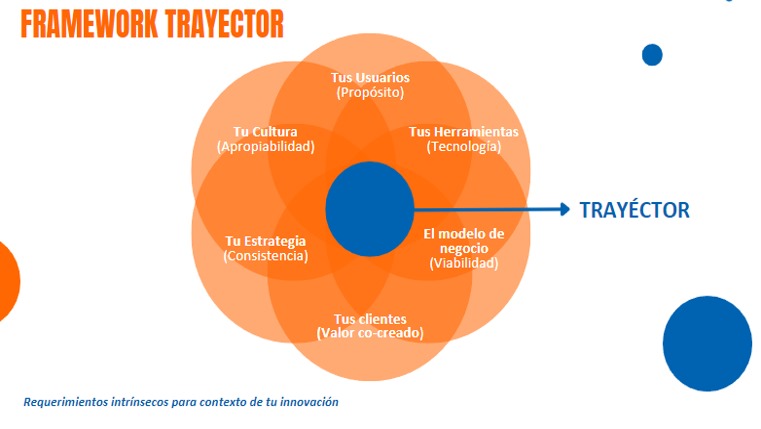 FRAMEWORK TRAYECTOR
Tus Usuarios
(Propósito)
Tu Cultura
(Apropiabilidad)
Tus Herramientas
(Tecnología)
TRAYÉCTOR
Tu Estrategia
(Consistencia)
El modelo de
negocio
(Viabilidad)
Tus clientes
(Valor co-creado)
Requerimientos intrínsecos para contexto de tu innovación